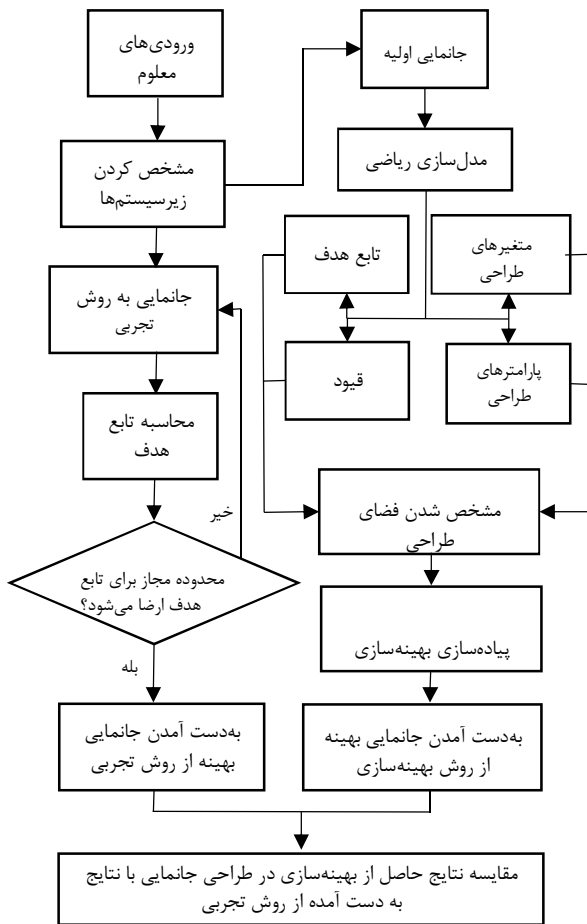 ورودی‌های
معلوم
مشخص کردن
زیرسیستم‌ها
جانمایی به روش
تجربی
محاسبه تابع
هدف
خیر
محدوده مجاز برای تابع
هدف ارضا می‌شود؟
بله
به‌دست آمدن جانمایی
بهینه از روش تجربی
جانمایی اولیه
مدل‌سازی ریاضی
تابع هدف
متغیرهای
طراحی
قیود
پارامترهای
طراحی
مشخص شدن فضای
طراحی
پیاده‌سازی بهینه‌سازی
به‌دست آمدن جانمایی بهینه
از روش بهینه‌سازی
مقایسه نتایج حاصل از بهینه‌سازی در طراحی جانمایی با نتایج
به دست آمده از روش تجربی